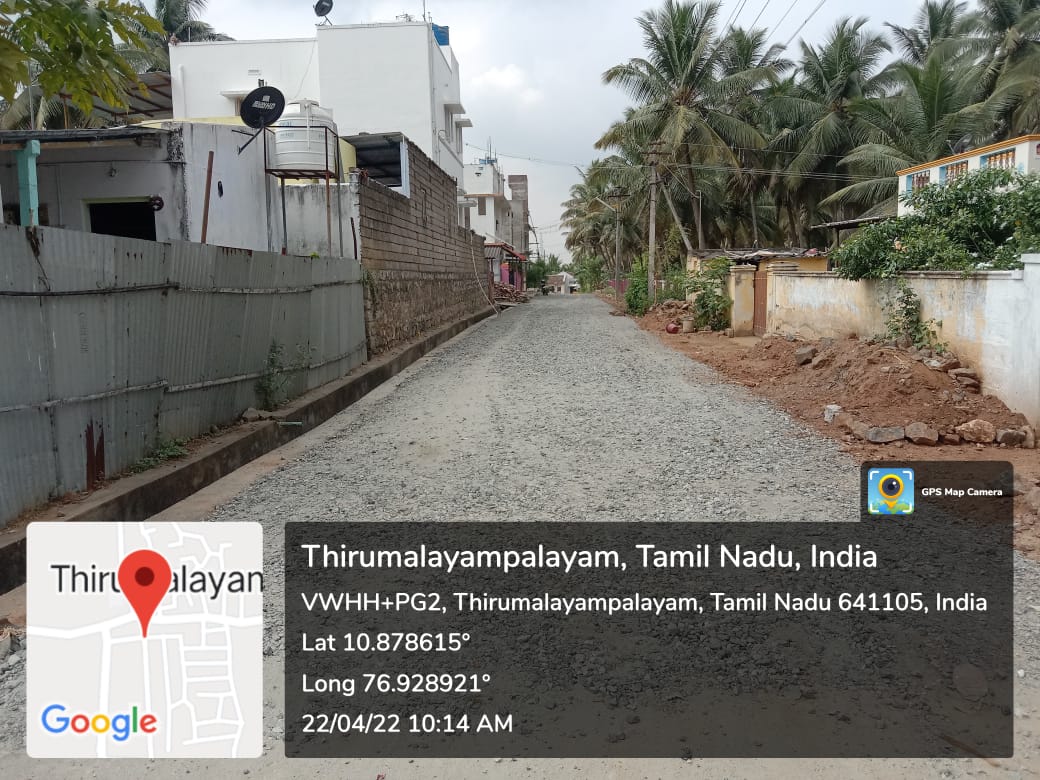 GPS Map Camera
Thirumalayampalayam, Tamil Nadu, India
VWHH+PG2, Thirumalayampalayam, Tamil Nadu 641105, India
Lat 10.878615°
Long 76.928921°
22/04/22 10:14 AM
Google